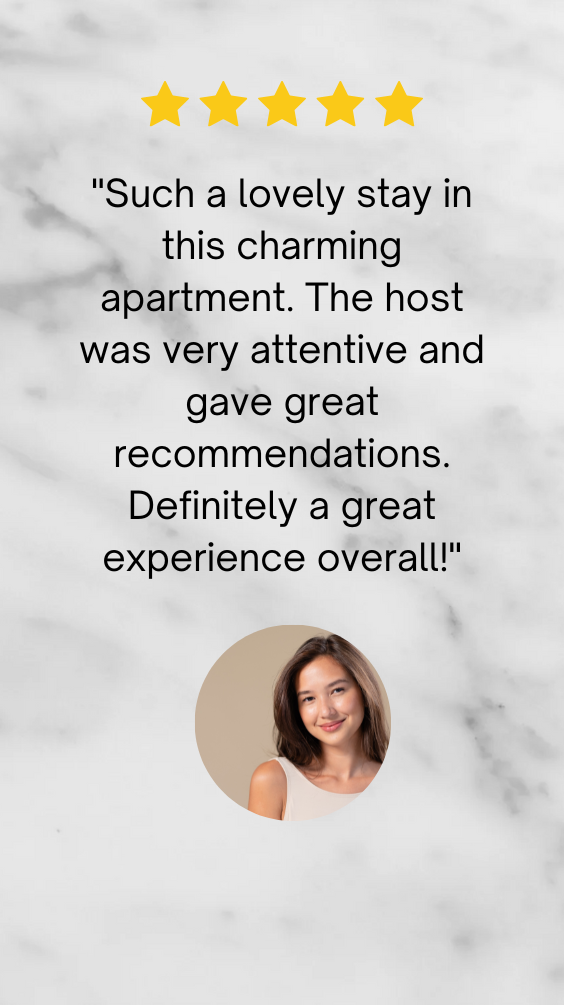 "Such a lovely stay in
this charming
apartment. The host
was very attentive and
gave great
recommendations.
Definitely a great
experience overall!"